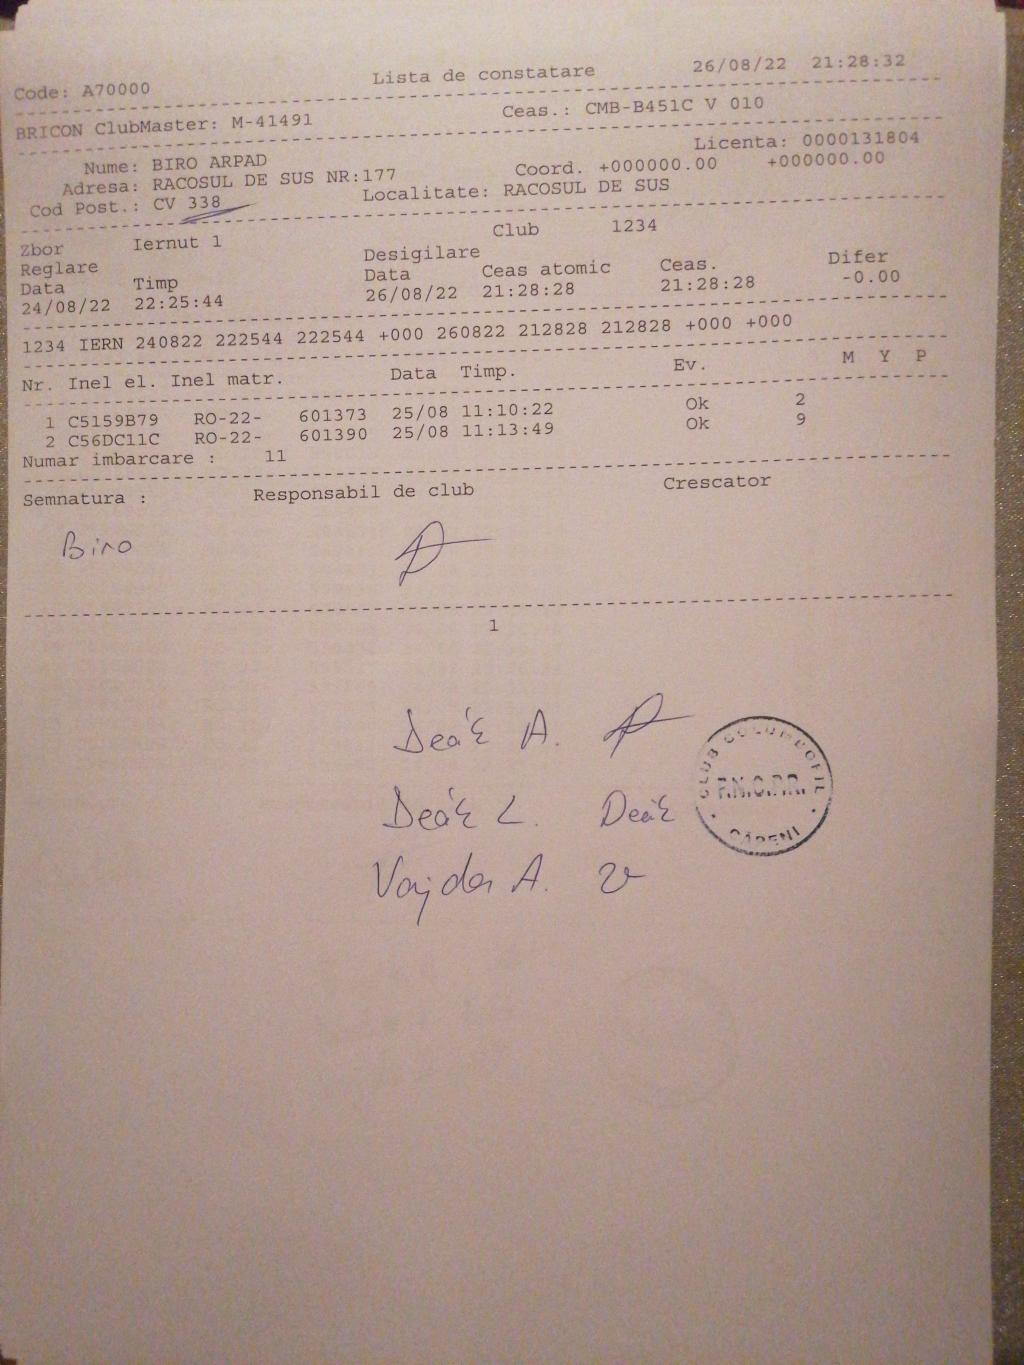 Code: A70000 Lista de constatare 26/08/22 21:28:32
BRICON ClubMaster: M-41491 Ceas.: CMB-B451C V 010
Licenta: 0000131804
Nume: BIRO ARPAD Coord. +000000.00 +000000.00
Adresa: RACOSUL DE SUS NR:177 Localitate: RACOSUL DE SUS
Cod Post.: CV 338
Zbor Iernut 1 Club 1234
Reglare Desigilare
Data Timp Data Ceas atomic Ceas. Difer
24/08/22 22:25:44 26/08/22 21:28:28 21:28:28 -0.00
1234 IERN 240822 222544 222544 +000 260822 212828 212828 +000 +000
Nr. Inel el. Inel matr. Data Timp. Ev. M Y P
1 C5159B79 RO-22- 601373 25/08 11:10:22 Ok 2
2 C56DC11C RO-22- 601390 25/08 11:13:49 Ok 9
Numar imbarcare : 11
Semnatura : Responsabil de club Crescator
Biro
1
Deák A.
Deák L. Deák
Vajda A.
CLUB COLUMBOFIL
F.N.C.P.R.
CĂPENI